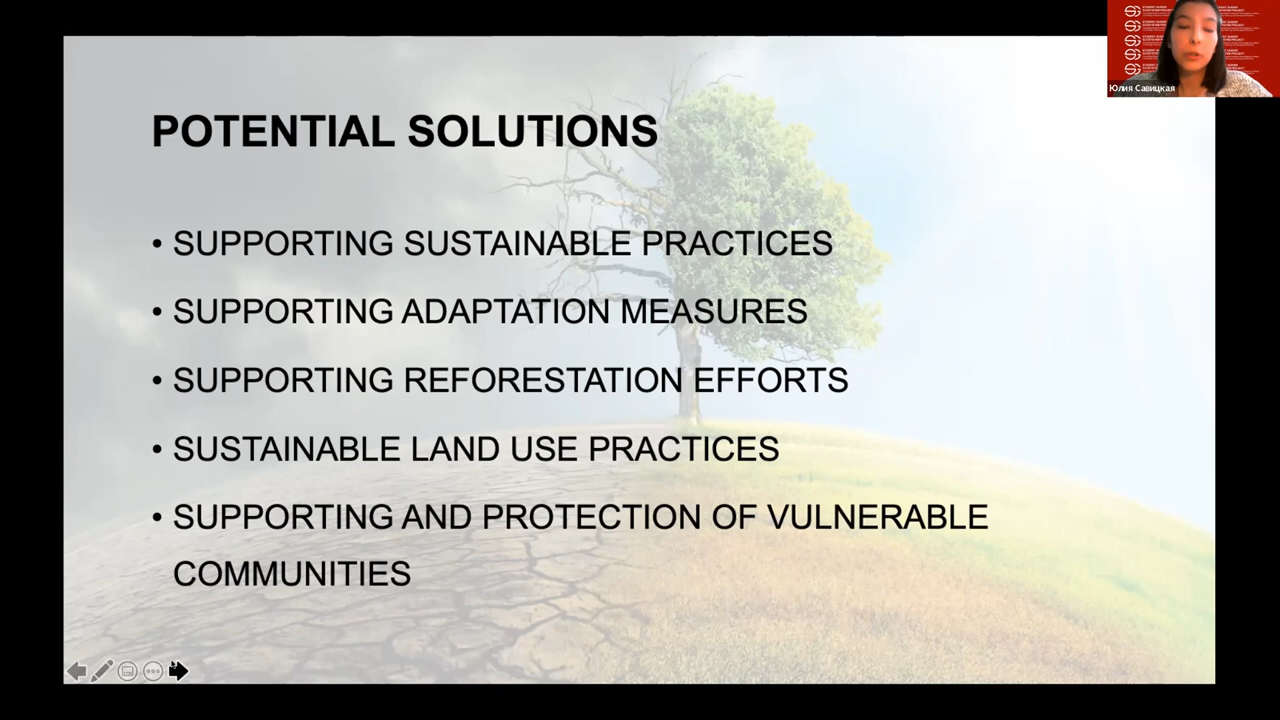 POTENTIAL SOLUTIONS
• SUPPORTING SUSTAINABLE PRACTICES
• SUPPORTING ADAPTATION MEASURES
• SUPPORTING REFORESTATION EFFORTS
• SUSTAINABLE LAND USE PRACTICES
• SUPPORTING AND PROTECTION OF VULNERABLE
COMMUNITIES
Юлия Савицкая